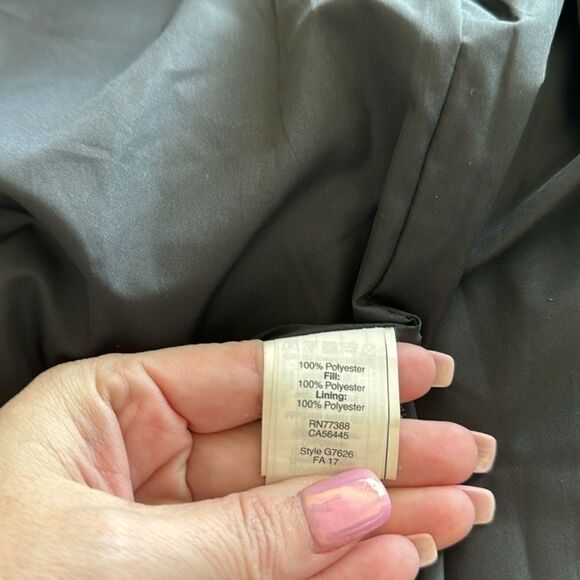 100% Polyester
Fill:
100% Polyester
Lining:
100% Polyester
RN77388
CA56445
Style G7626
FA 17